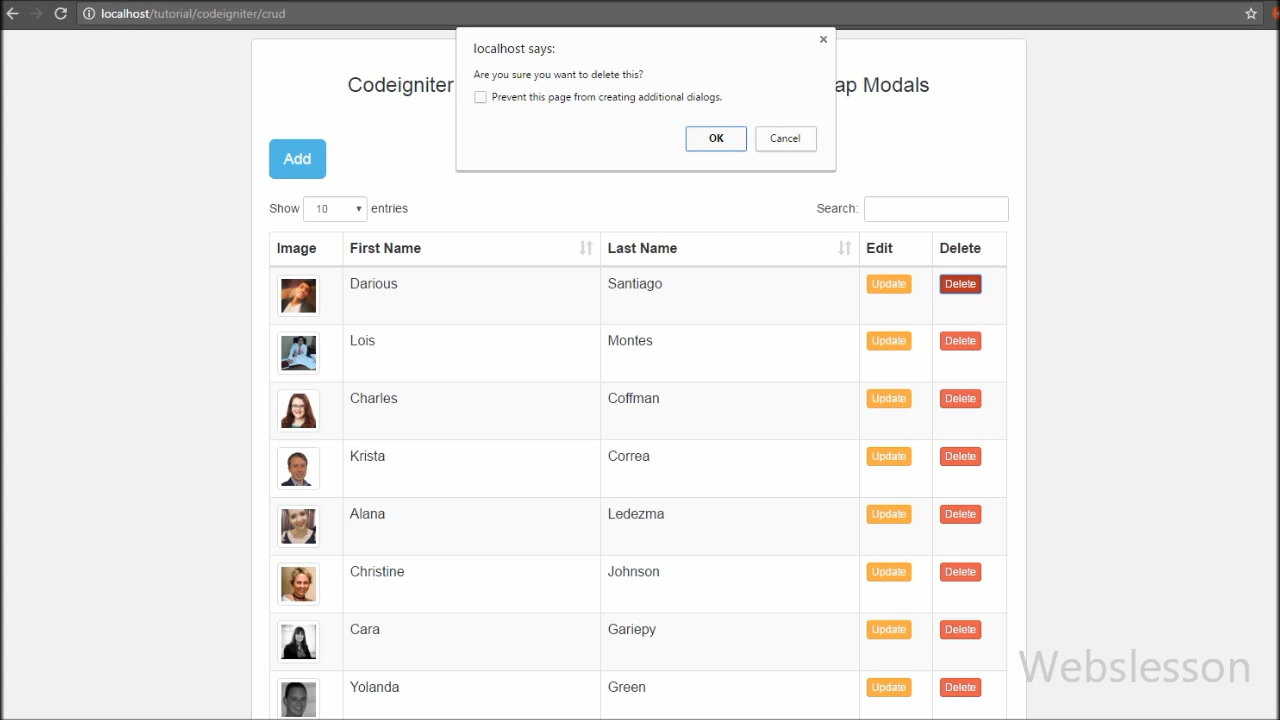 localhost/tutorial/codeigniter/crud
localhost says:
Are you sure you want to delete this?
Prevent this page from creating additional dialogs.
OK Cancel
Codeigniter ap Modals
Add
Show 10 entries Search:
Image First Name Last Name Edit Delete
Darious Santiago Update Delete
Lois Montes Update Delete
Charles Coffman Update Delete
Krista Correa Update Delete
Alana Ledezma Update Delete
Christine Johnson Update Delete
Cara Gariepy Update Delete
Yolanda Green Update Delete
Webslesson